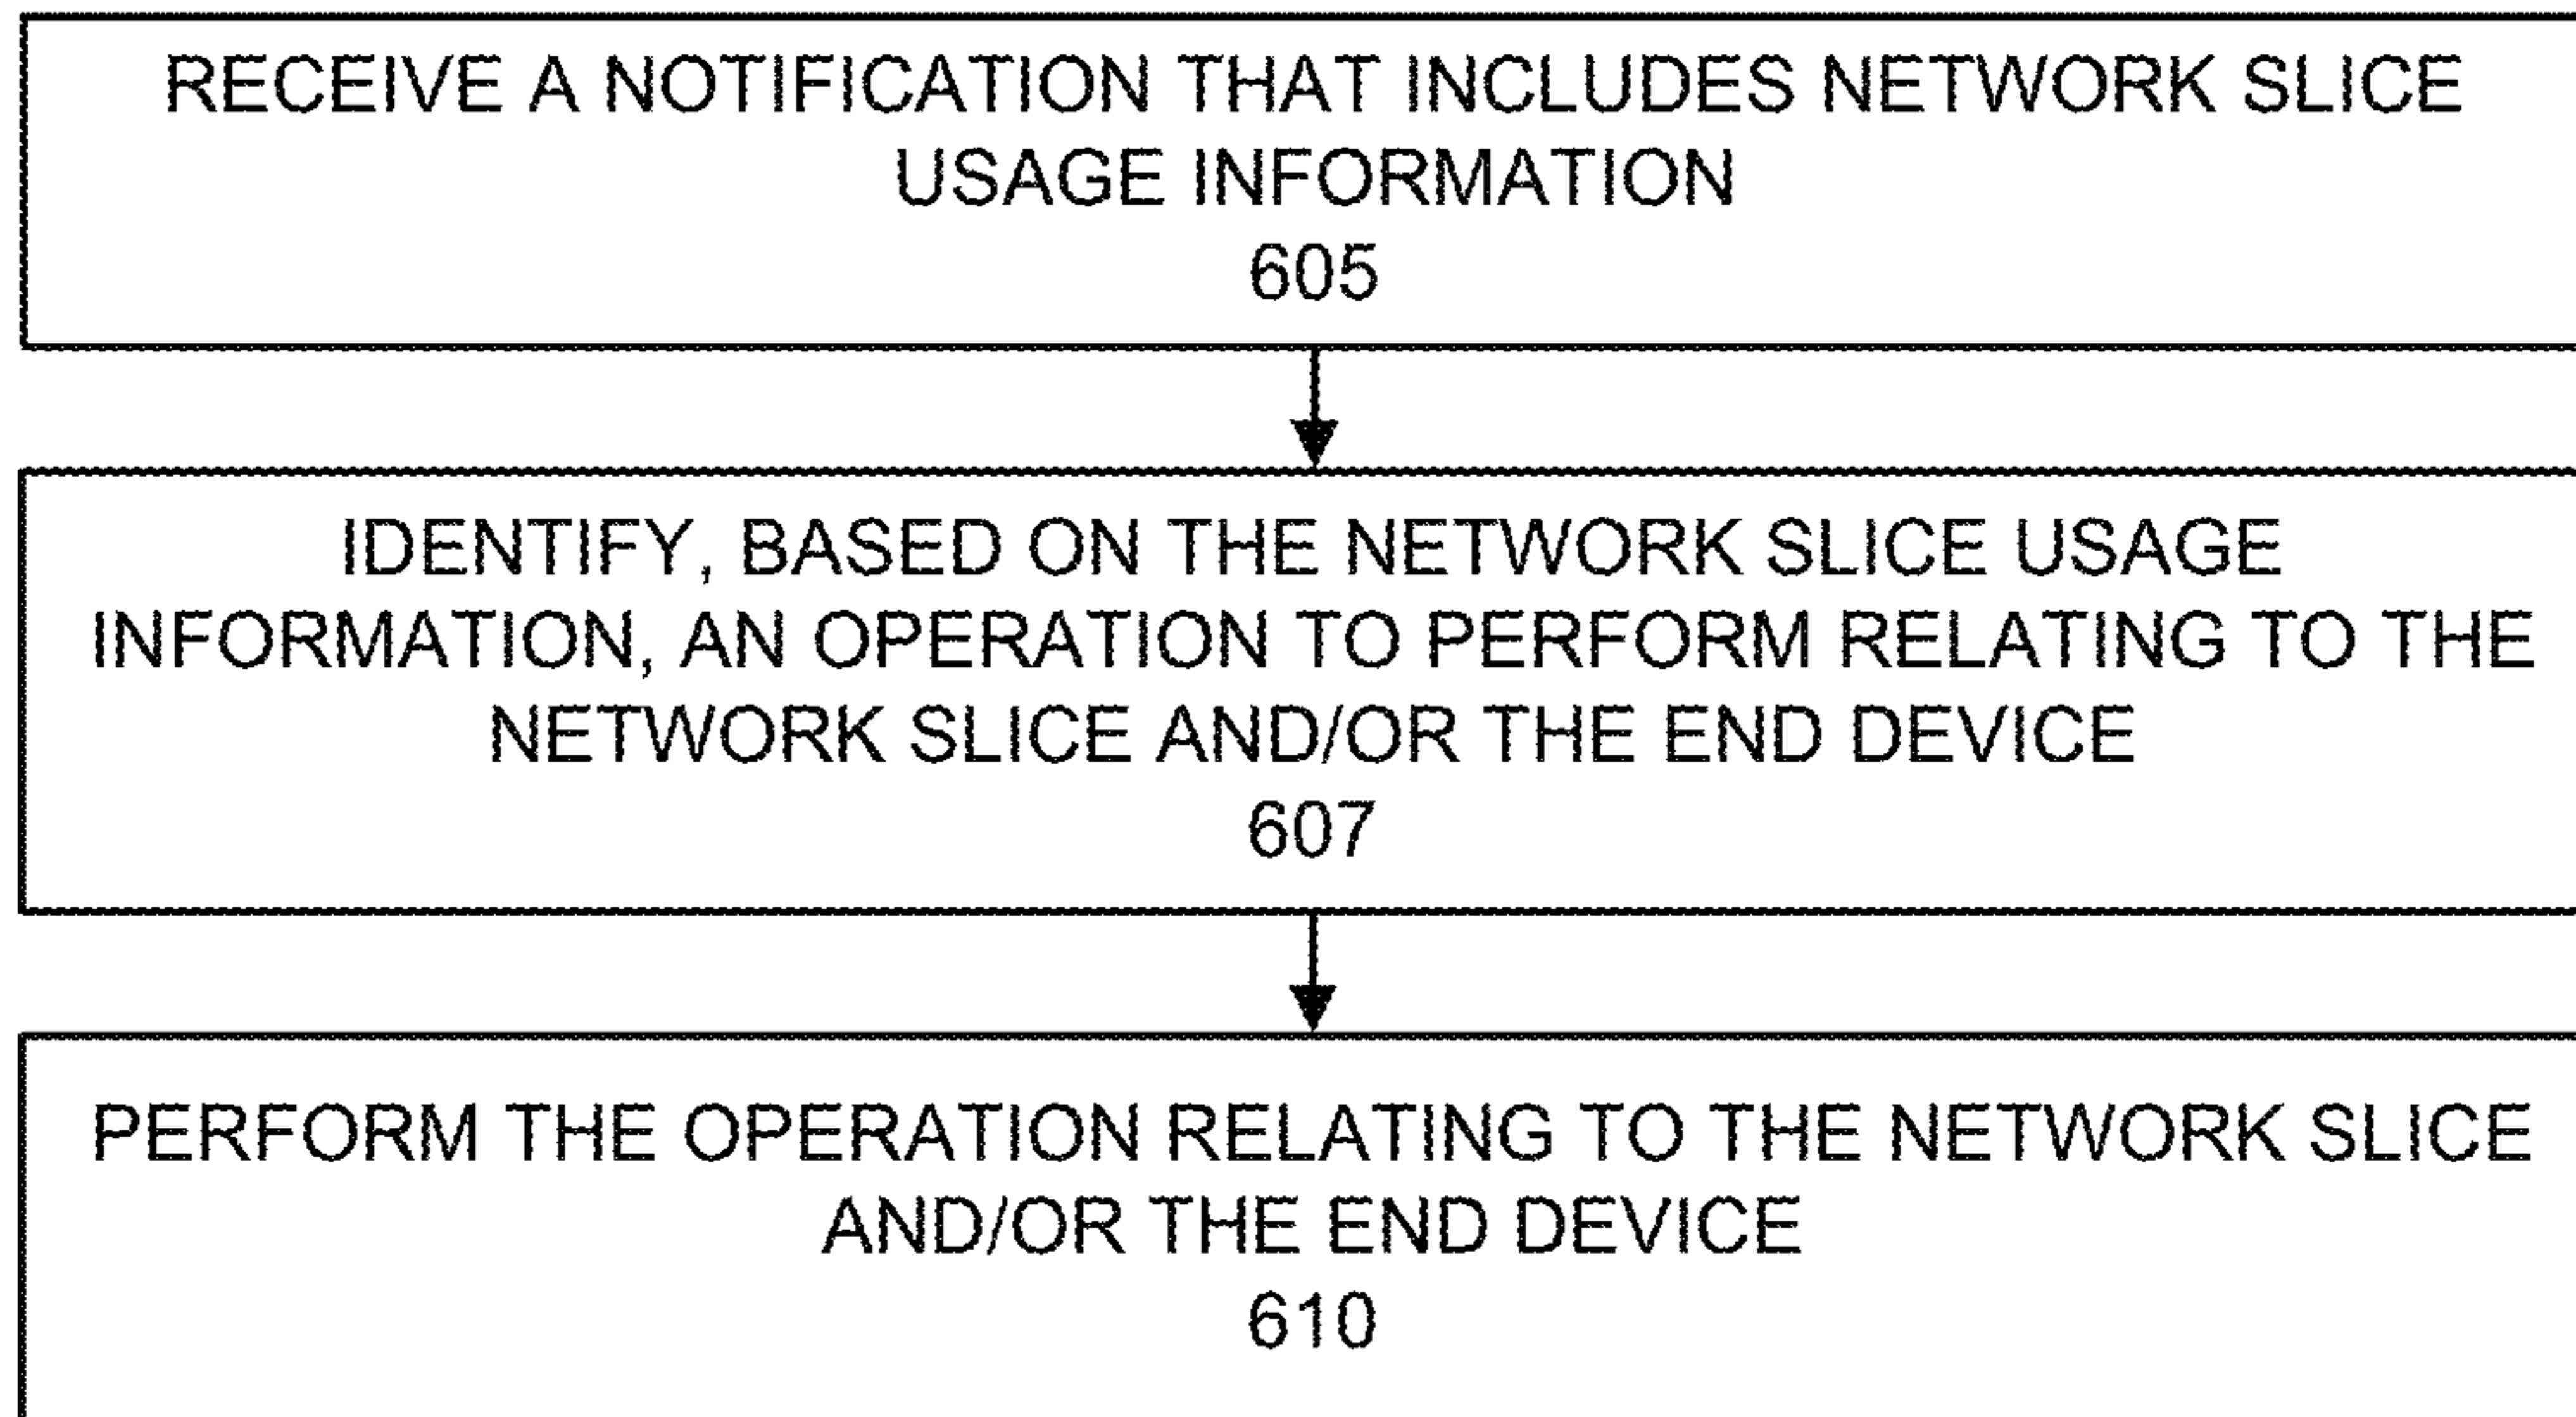 RECEIVE A NOTIFICATION THAT INCLUDES NETWORK SLICE
USAGE INFORMATION
605
IDENTIFY, BASED ON THE NETWORK SLICE USAGE
INFORMATION, AN OPERATION TO PERFORM RELATING TO THE
NETWORK SLICE AND/OR THE END DEVICE
607
PERFORM THE OPERATION RELATING TO THE NETWORK SLICE
AND/OR THE END DEVICE
610